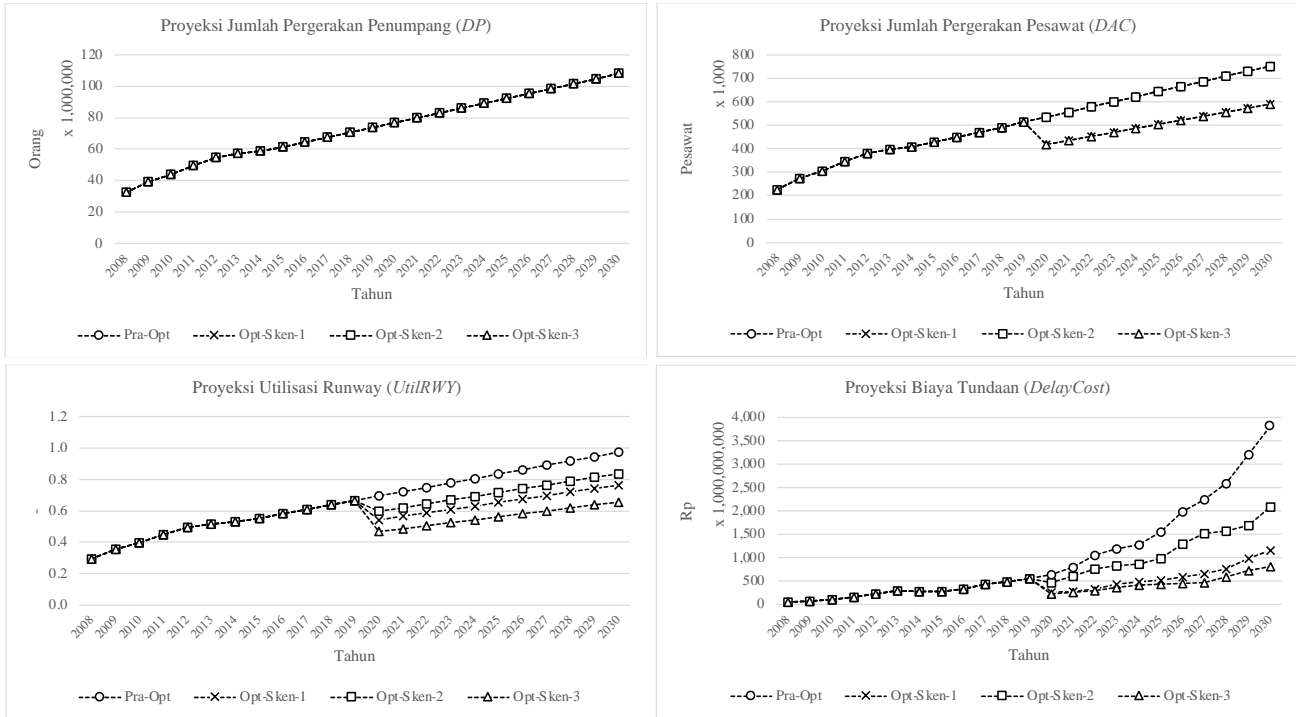 Proyeksi Jumlah Pergerakan Penumpang (DP)
Orang
x 1,000,000
120
100
80
60
40
20
0
2008 2009 2010 2011 2012 2013 2014 2015 2016 2017 2018 2019 2020 2021 2022 2023 2024 2025 2026 2027 2028 2029 2030
Tahun
Pra-Opt Opt-Sken-1 Opt-Sken-2 Opt-Sken-3
Proyeksi Jumlah Pergerakan Pesawat (DAC)
Pesawat
x 1,000
800
700
600
500
400
300
200
100
0
2008 2009 2010 2011 2012 2013 2014 2015 2016 2017 2018 2019 2020 2021 2022 2023 2024 2025 2026 2027 2028 2029 2030
Tahun
Pra-Opt Opt-Sken-1 Opt-Sken-2 Opt-Sken-3
Proyeksi Utilisasi Runway (UtilRWY)
-
1.2
1.0
0.8
0.6
0.4
0.2
0.0
2008 2009 2010 2011 2012 2013 2014 2015 2016 2017 2018 2019 2020 2021 2022 2023 2024 2025 2026 2027 2028 2029 2030
Tahun
Pra-Opt Opt-Sken-1 Opt-Sken-2 Opt-Sken-3
Proyeksi Biaya Tundaan (DelayCost)
Rp
x 1,000,000,000
4,000
3,500
3,000
2,500
2,000
1,500
1,000
500
0
2008 2009 2010 2011 2012 2013 2014 2015 2016 2017 2018 2019 2020 2021 2022 2023 2024 2025 2026 2027 2028 2029 2030
Tahun
Pra-Opt Opt-Sken-1 Opt-Sken-2 Opt-Sken-3